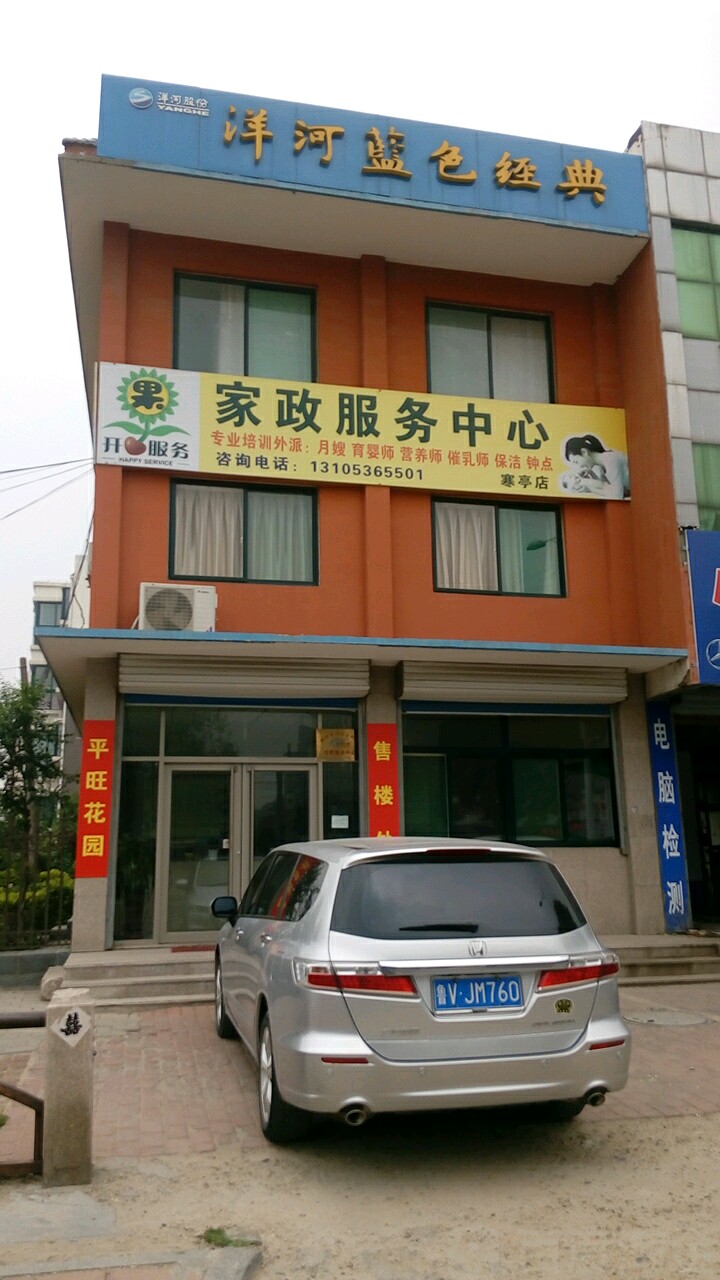 洋河股份
YANGHE
洋河蓝色经典
果
开心服务
HAPPY SERVICE
家政服务中心
专业培训外派：月嫂 育婴师 营养师 催乳师 保洁 钟点
咨询电话：13105365501
寒亭店
平旺花园
售楼处
电脑检测
鲁V·JM760
囍